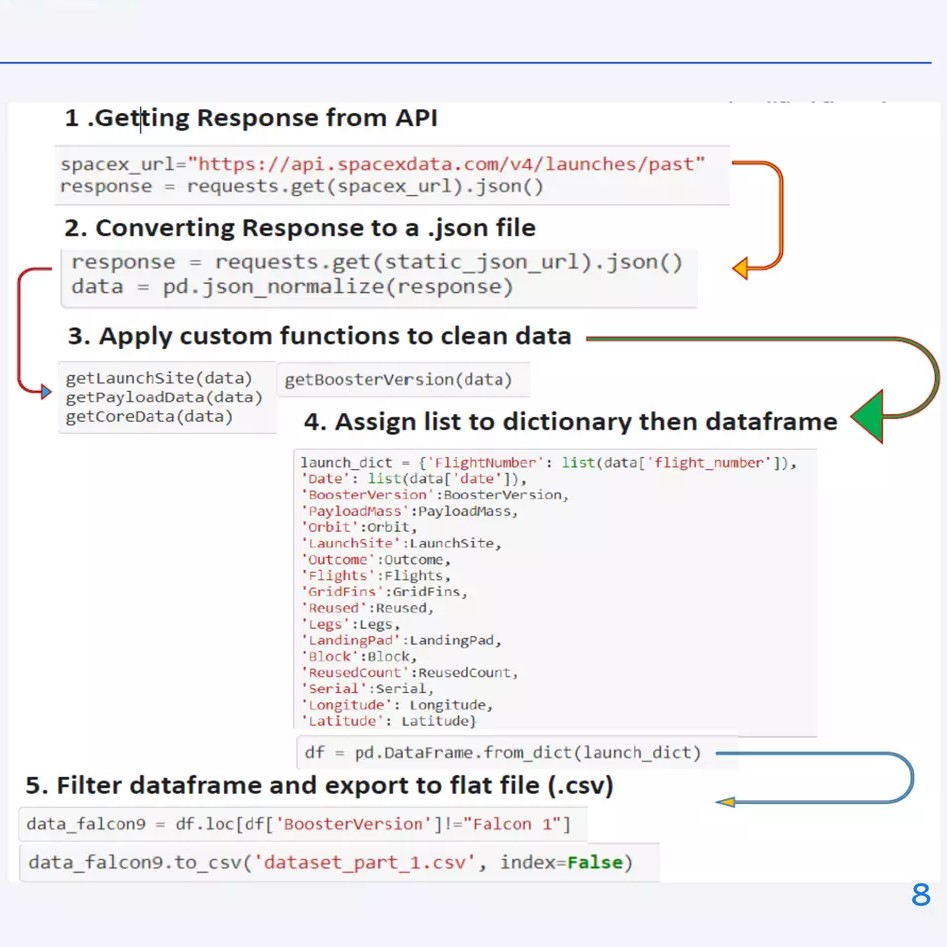 1 .Getting Response from API
spacex_url="https://api.spacexdata.com/v4/launches/past"
response = requests.get(spacex_url).json()
2. Converting Response to a .json file
response = requests.get(static_json_url).json()
data = pd.json_normalize(response)
3. Apply custom functions to clean data
getLaunchSite(data)
getPayloadData(data)
getCoreData(data)
getBoosterVersion(data)
4. Assign list to dictionary then dataframe
launch_dict = {'FlightNumber': list(data['flight_number']),
'Date': list(data['date']),
'BoosterVersion':BoosterVersion,
'PayloadMass':PayloadMass,
'Orbit':Orbit,
'LaunchSite':LaunchSite,
'Outcome':Outcome,
'Flights':Flights,
'GridFins':GridFins,
'Reused':Reused,
'Legs':Legs,
'LandingPad':LandingPad,
'Block':Block,
'ReusedCount':ReusedCount,
'Serial':Serial,
'Longitude': Longitude,
'Latitude': Latitude}
df = pd.DataFrame.from_dict(launch_dict)
5. Filter dataframe and export to flat file (.csv)
data_falcon9 = df.loc[df['BoosterVersion']!="Falcon 1"]
data_falcon9.to_csv('dataset_part_1.csv', index=False)
8